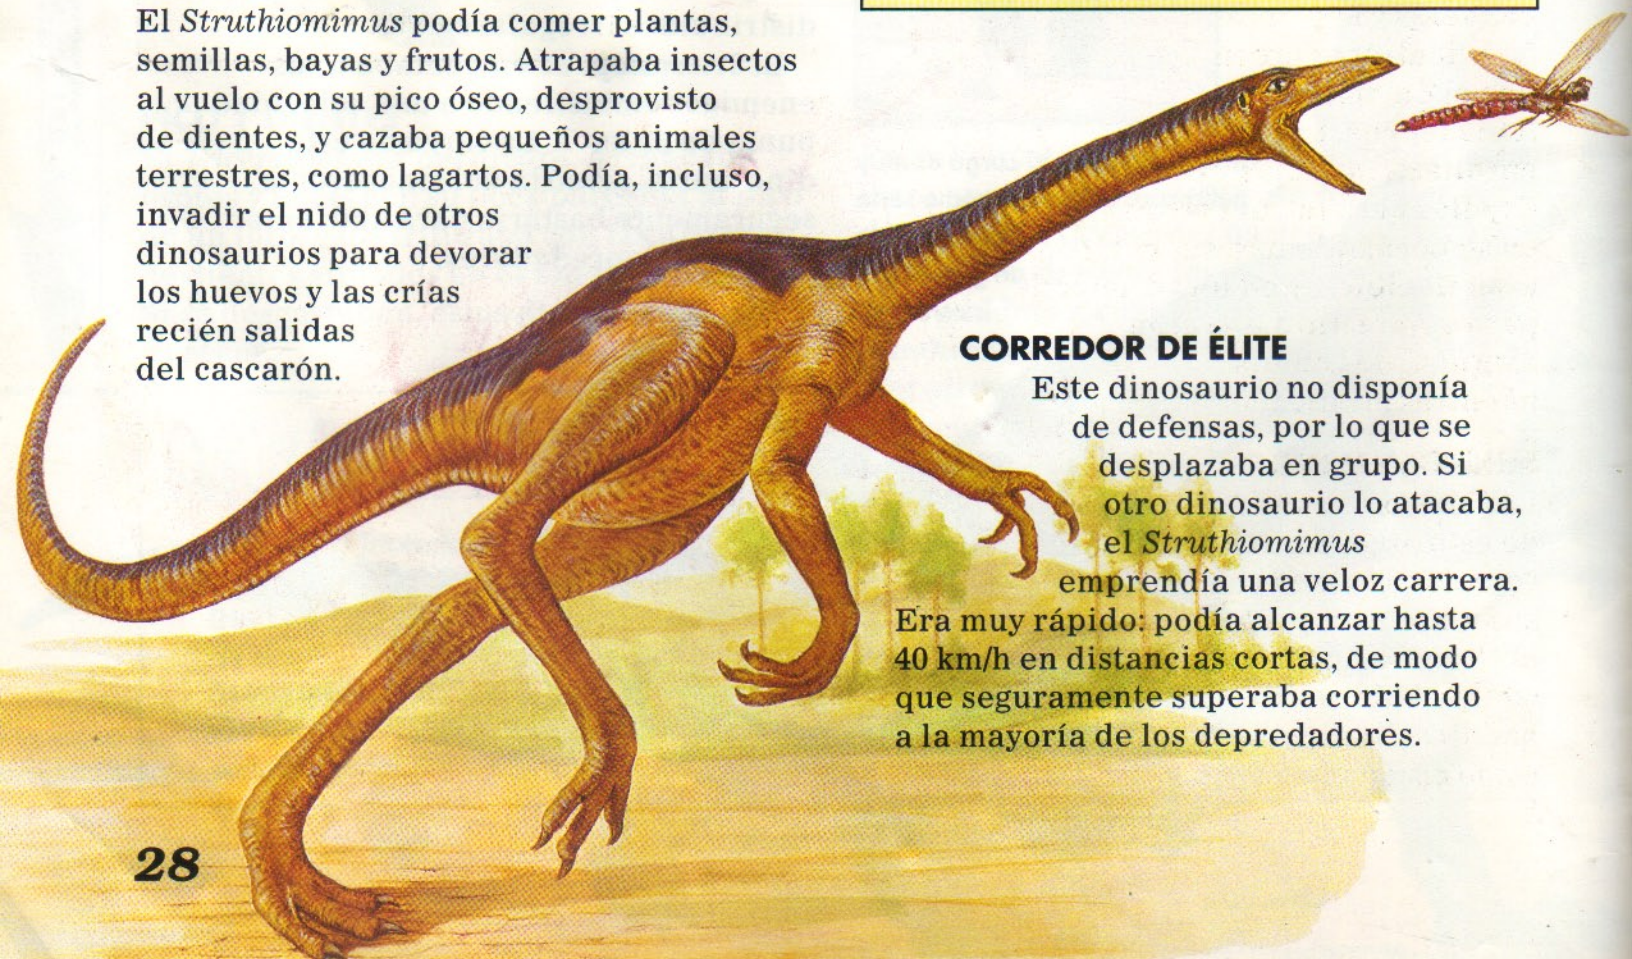 El Struthiomimus podía comer plantas,
semillas, bayas y frutos. Atrapaba insectos
al vuelo con su pico óseo, desprovisto
de dientes, y cazaba pequeños animales
terrestres, como lagartos. Podía, incluso,
invadir el nido de otros
dinosaurios para devorar
los huevos y las crías
recién salidas
del cascarón.
CORREDOR DE ÉLITE
Este dinosaurio no disponía
de defensas, por lo que se
desplazaba en grupo. Si
otro dinosaurio lo atacaba,
el Struthiomimus
emprendía una veloz carrera.
Era muy rápido: podía alcanzar hasta
40 km/h en distancias cortas, de modo
que seguramente superaba corriendo
a la mayoría de los depredadores.
28